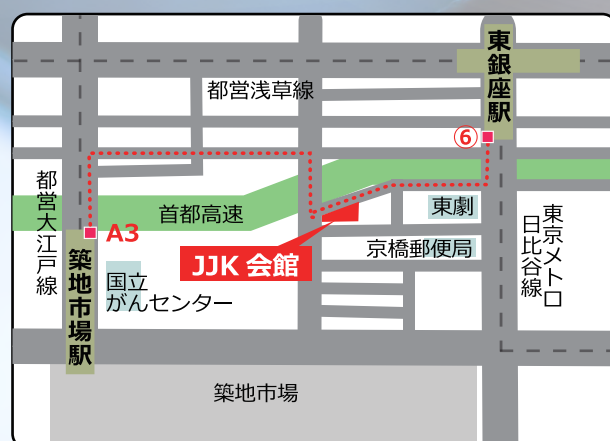 東銀座駅
都営浅草線
⑥
都営大江戸線
首都高速
東劇
A3
東京メトロ
日比谷線
京橋郵便局
JJK 会館
築地市場駅
国立
がんセンター
築地市場